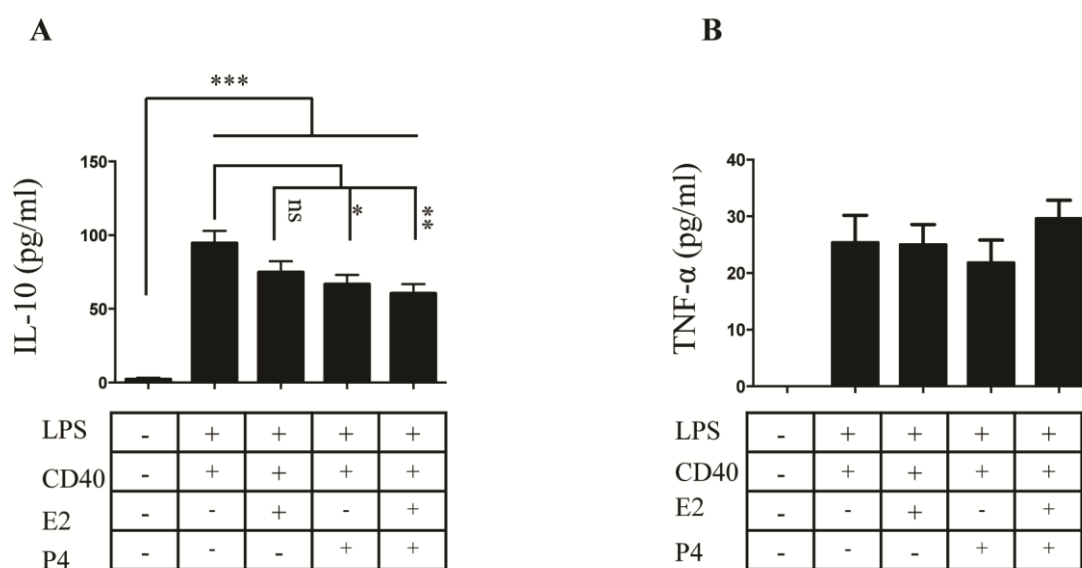 A
B
***
ns
*
**
IL-10 (pg/ml)
150
100
50
0
LPS - + + + +
CD40 - + + + +
E2 - - + - +
P4 - - - + +
TNF-α (pg/ml)
40
30
20
10
0
LPS - + + + +
CD40 - + + + +
E2 - - + - +
P4 - - - + +